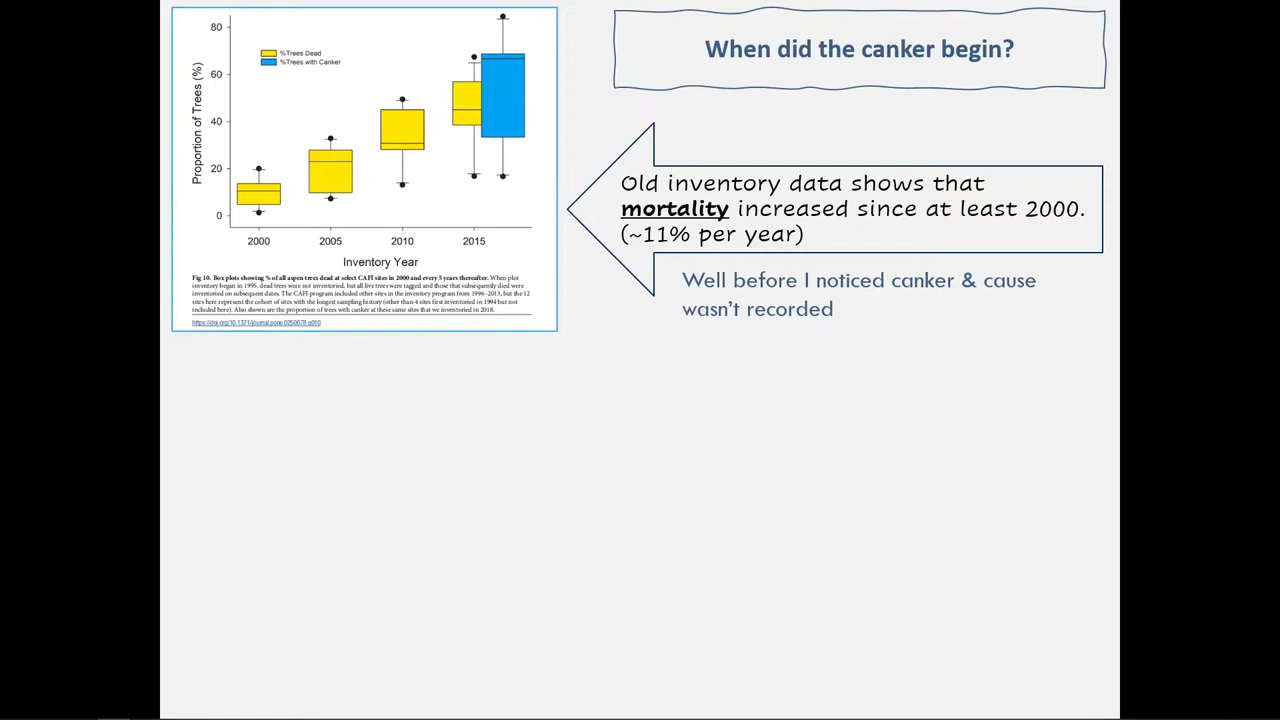 When did the canker begin?
80
60
40
20
0
Proportion of Trees (%)
%Trees Dead
%Trees with Canker
2000 2005 2010 2015
Inventory Year
Fig 10. Box plots showing % of all aspen trees dead at select CAFI sites in 2000 and every 5 years thereafter. When plot
inventory began in 1995, dead trees were not inventoried, but all live trees were tagged and those that subsequently died were
inventoried on subsequent dates. The CAFI program included other sites in the inventory program from 1996–2013, but the 12
sites here represent the cohort of sites with the longest sampling history (other than 4 sites first inventoried in 1994 but not
included here). Also shown are the proportion of trees with canker at these same sites that we inventoried in 2018.
https://doi.org/10.1371/journal.pone.0250078.g010
Old inventory data shows that
mortality increased since at least 2000.
(~11% per year)
Well before I noticed canker & cause
wasn't recorded